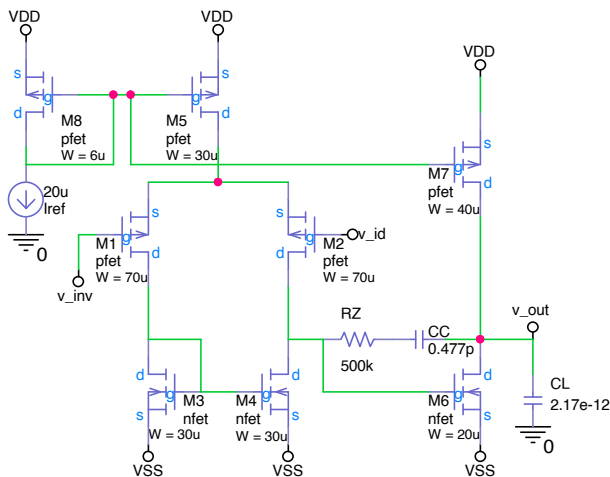 VDD
VDD
VDD
s
g
d
M8
pfet
W = 6u
s
g
d
M5
pfet
W = 30u
s
g
d
M7
pfet
W = 40u
20u
Iref
0
s
g
d
M1
pfet
W = 70u
v_inv
s
g
d
M2
pfet
W = 70u
v_id
RZ
500k
CC
0.477p
v_out
CL
2.17e-12
0
d
g
s
M3
nfet
W = 30u
VSS
d
g
s
M4
nfet
W = 30u
VSS
d
g
s
M6
nfet
W = 20u
VSS